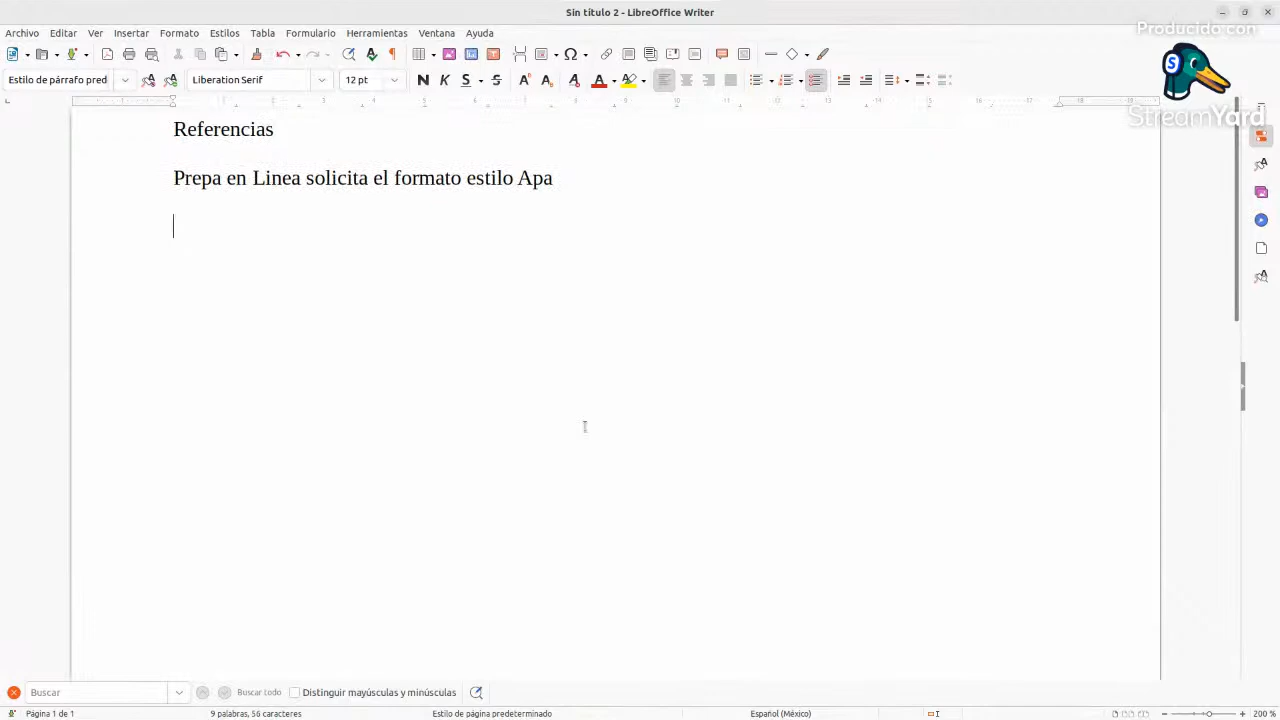 Sin título 2 - LibreOffice Writer
Producido con
StreamYard
Archivo Editar Ver Insertar Formato Estilos Tabla Formulario Herramientas Ventana Ayuda
Estilo de párrafo pred Liberation Serif 12 pt
Referencias
Prepa en Linea solicita el formato estilo Apa
Buscar Buscar todo Distinguir mayúsculas y minúsculas
Página 1 de 1 9 palabras, 56 caracteres Estilo de página predeterminado Español (México) 200 %